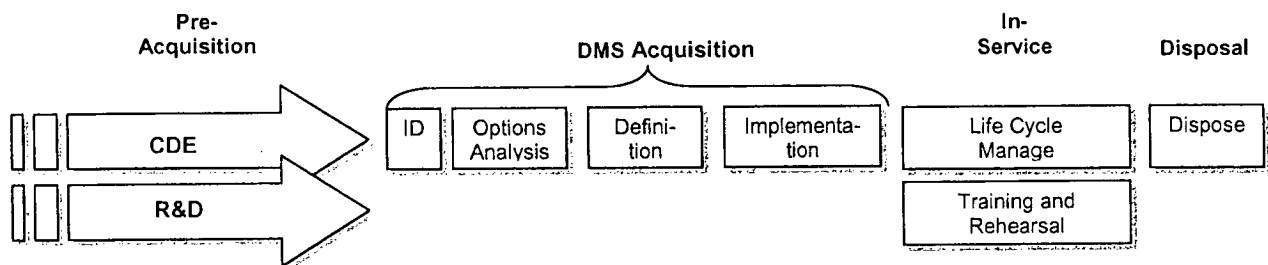 Pre-
Acquisition
DMS Acquisition
In-
Service
Disposal
CDE
ID
Options
Analysis
Defini-
tion
Implementa-
tion
Life Cycle
Manage
Dispose
R&D
Training and
Rehearsal